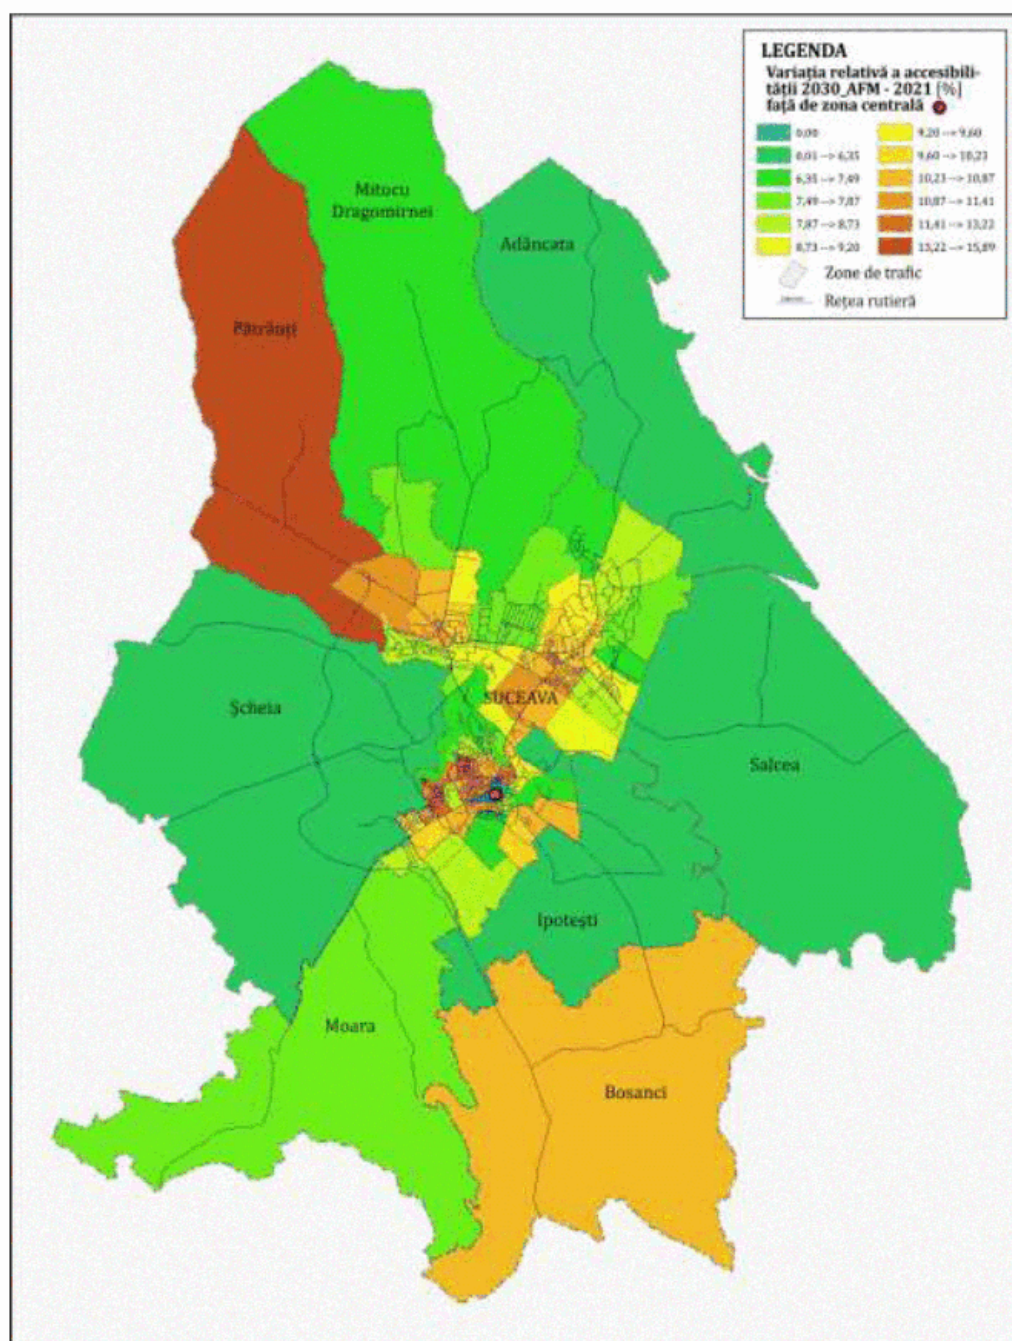 LEGENDA
Variația relativă a accesibili-
tății 2030_AFM - 2021 [%]
față de zona centrală
0,00
0,01 --> 6,35
6,35 --> 7,49
7,49 --> 7,87
7,87 --> 8,73
8,73 --> 9,20
9,20 --> 9,60
9,60 --> 10,23
10,23 --> 10,87
10,87 --> 11,41
11,41 --> 13,22
13,22 --> 15,89
Zone de trafic
Rețea rutieră
Mitocu
Dragomirnei
Adâncata
Pătrăuți
SUCEAVA
Șcheia
Salcea
Ipotești
Moara
Bosanci